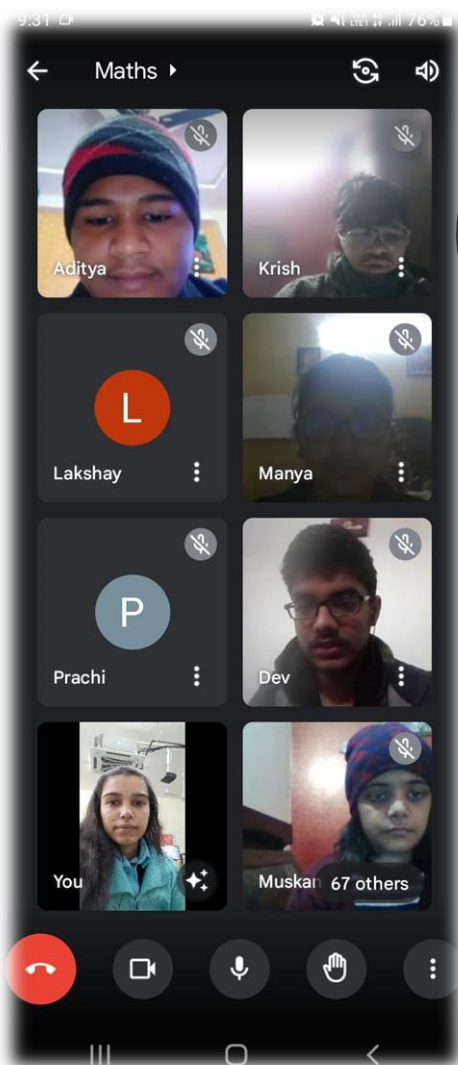 9:31 76%
Maths
Aditya Krish
L
Lakshay Manya
P
Prachi Dev
You Muskan 67 others